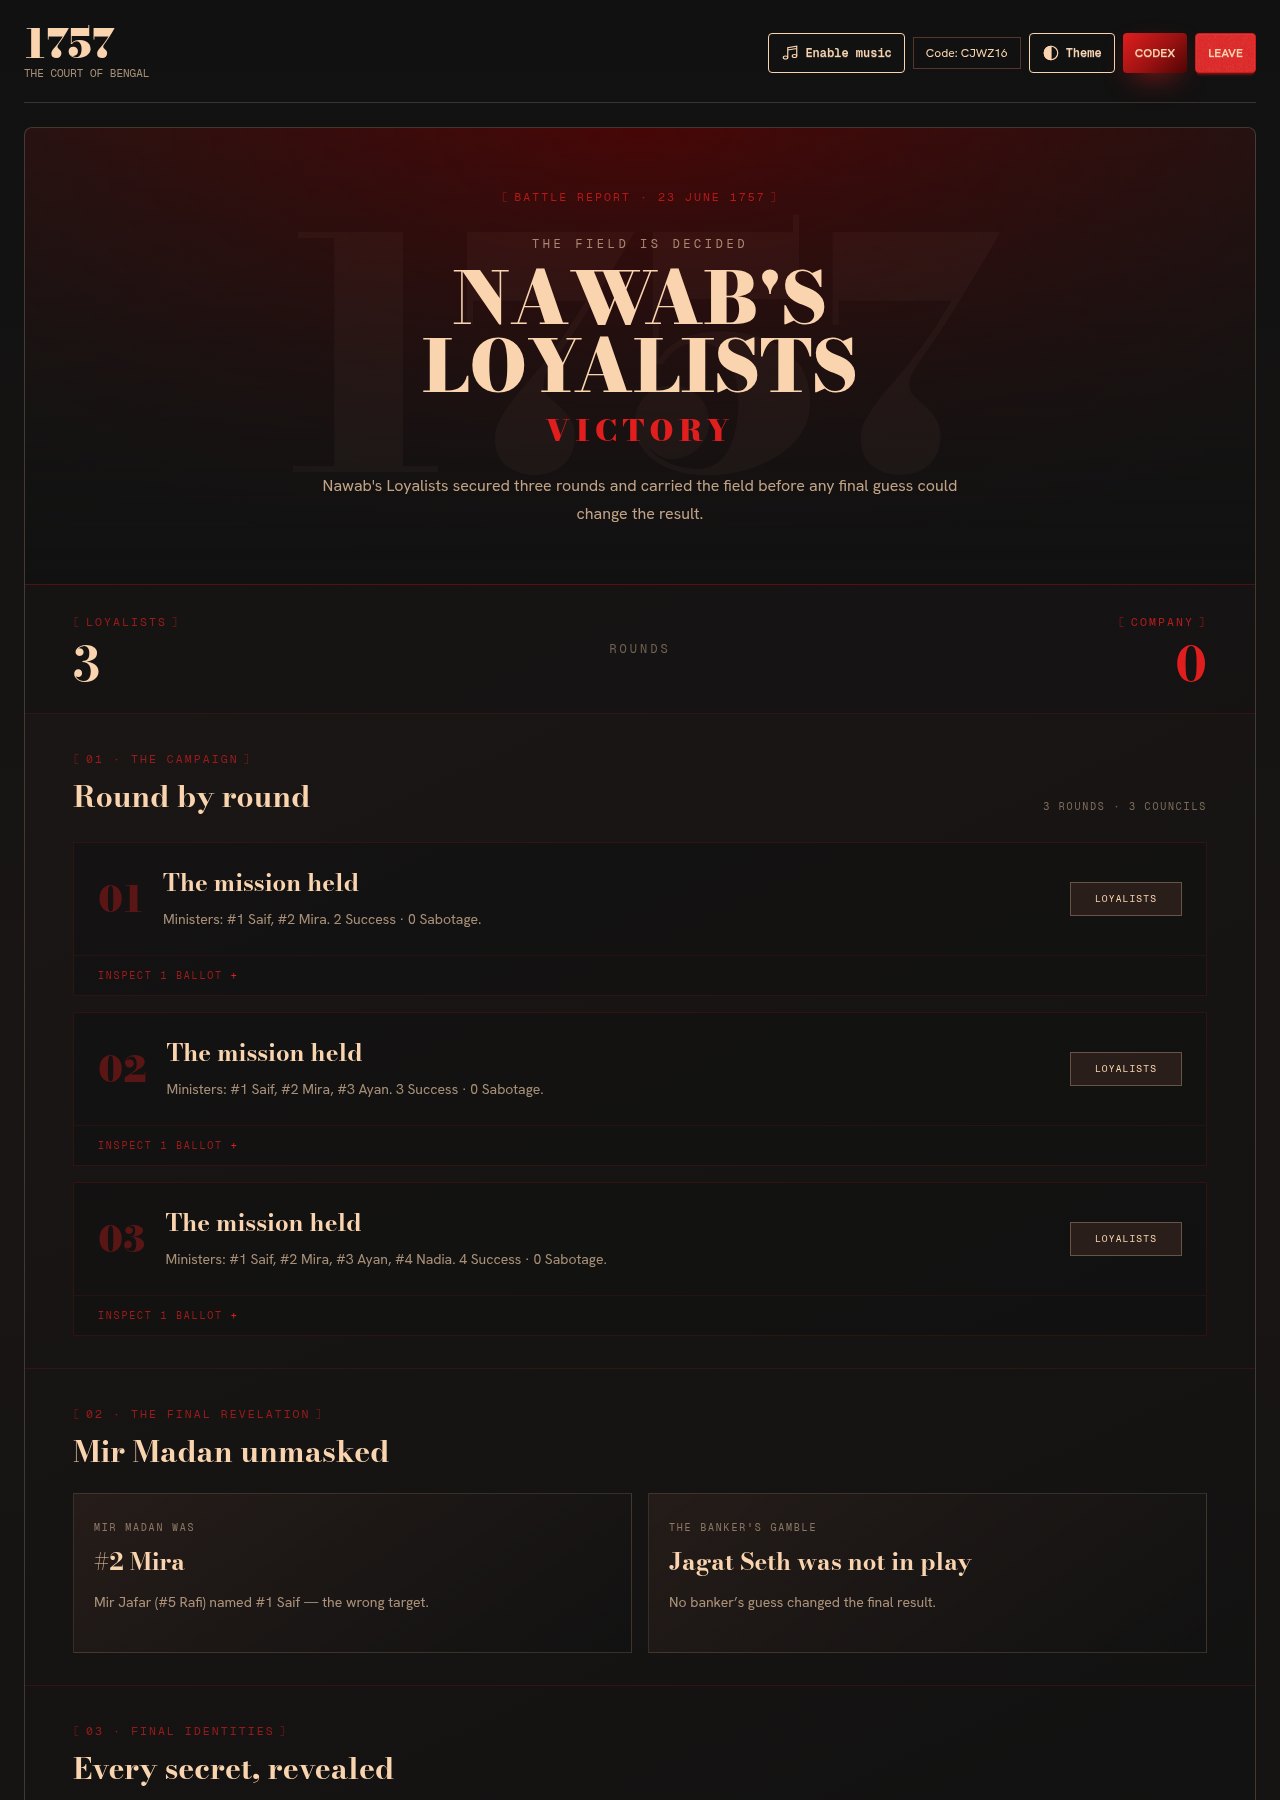 1757
THE COURT OF BENGAL
Enable music
Code: CJWZ16
Theme
CODEX
LEAVE
1757
[ BATTLE REPORT · 23 JUNE 1757 ]
THE FIELD IS DECIDED
NAWAB'S
LOYALISTS
VICTORY
Nawab's Loyalists secured three rounds and carried the field before any final guess could
change the result.
[ LOYALISTS ]
3
ROUNDS
[ COMPANY ]
0
[ 01 · THE CAMPAIGN ]
Round by round
3 ROUNDS · 3 COUNCILS
01
The mission held
Ministers: #1 Saif, #2 Mira. 2 Success · 0 Sabotage.
LOYALISTS
INSPECT 1 BALLOT +
02
The mission held
Ministers: #1 Saif, #2 Mira, #3 Ayan. 3 Success · 0 Sabotage.
LOYALISTS
INSPECT 1 BALLOT +
03
The mission held
Ministers: #1 Saif, #2 Mira, #3 Ayan, #4 Nadia. 4 Success · 0 Sabotage.
LOYALISTS
INSPECT 1 BALLOT +
[ 02 · THE FINAL REVELATION ]
Mir Madan unmasked
MIR MADAN WAS
#2 Mira
Mir Jafar (#5 Rafi) named #1 Saif — the wrong target.
THE BANKER'S GAMBLE
Jagat Seth was not in play
No banker’s guess changed the final result.
[ 03 · FINAL IDENTITIES ]
Every secret, revealed